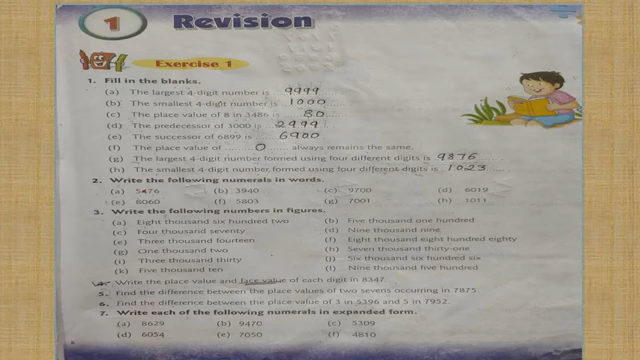 1 Revision
Exercise 1
1. Fill in the blanks.
(a) The largest 4-digit number is 9999
(b) The smallest 4-digit number is 1000
(c) The place value of 8 in 3486 is 80
(d) The predecessor of 3000 is 2999
(e) The successor of 6899 is 6900
(f) The place value of 0 always remains the same.
(g) The largest 4-digit number formed using four different digits is 9876
(h) The smallest 4-digit number formed using four different digits is 1023
2. Write the following numerals in words.
(a) 5476 (b) 3940 (c) 9700 (d) 6019
(e) 8060 (f) 5803 (g) 7001 (h) 1011
3. Write the following numbers in figures.
(a) Eight thousand six hundred two (b) Five thousand one hundred
(c) Four thousand seventy (d) Nine thousand nine
(e) Three thousand fourteen (f) Eight thousand eight hundred eighty
(g) One thousand two (h) Seven thousand thirty-one
(i) Three thousand thirty (j) Six thousand six hundred six
(k) Five thousand ten (l) Nine thousand five hundred
4. Write the place value and face value of each digit in 8347.
5. Find the difference between the place values of two sevens occurring in 7875.
6. Find the difference between the place value of 3 in 5396 and 5 in 7952.
7. Write each of the following numerals in expanded form.
(a) 8629 (b) 9470 (c) 5309
(d) 6054 (e) 7050 (f) 4810